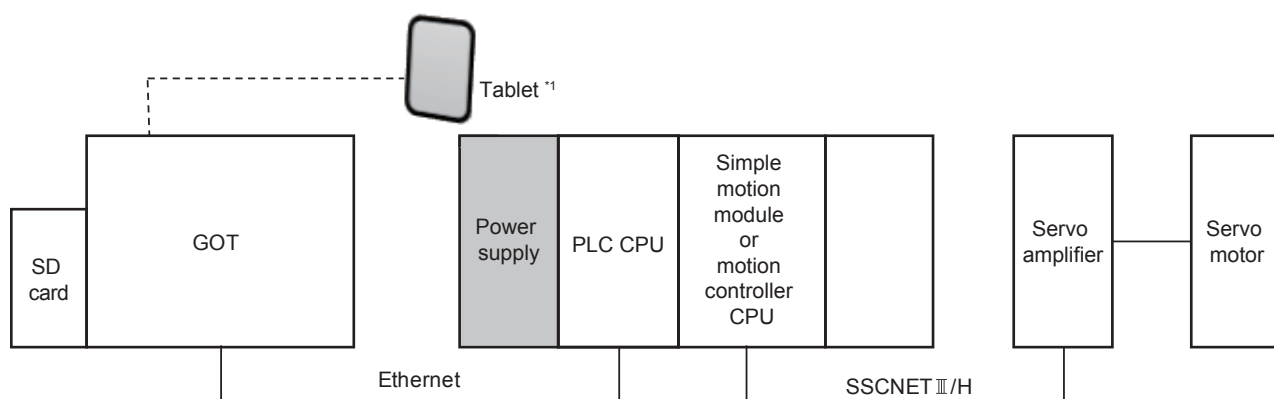 Tablet *1
SD
card
GOT
Power
supply
PLC CPU
Simple
motion
module
or
motion
controller
CPU
Servo
amplifier
Servo
motor
Ethernet
SSCNETⅢ/H